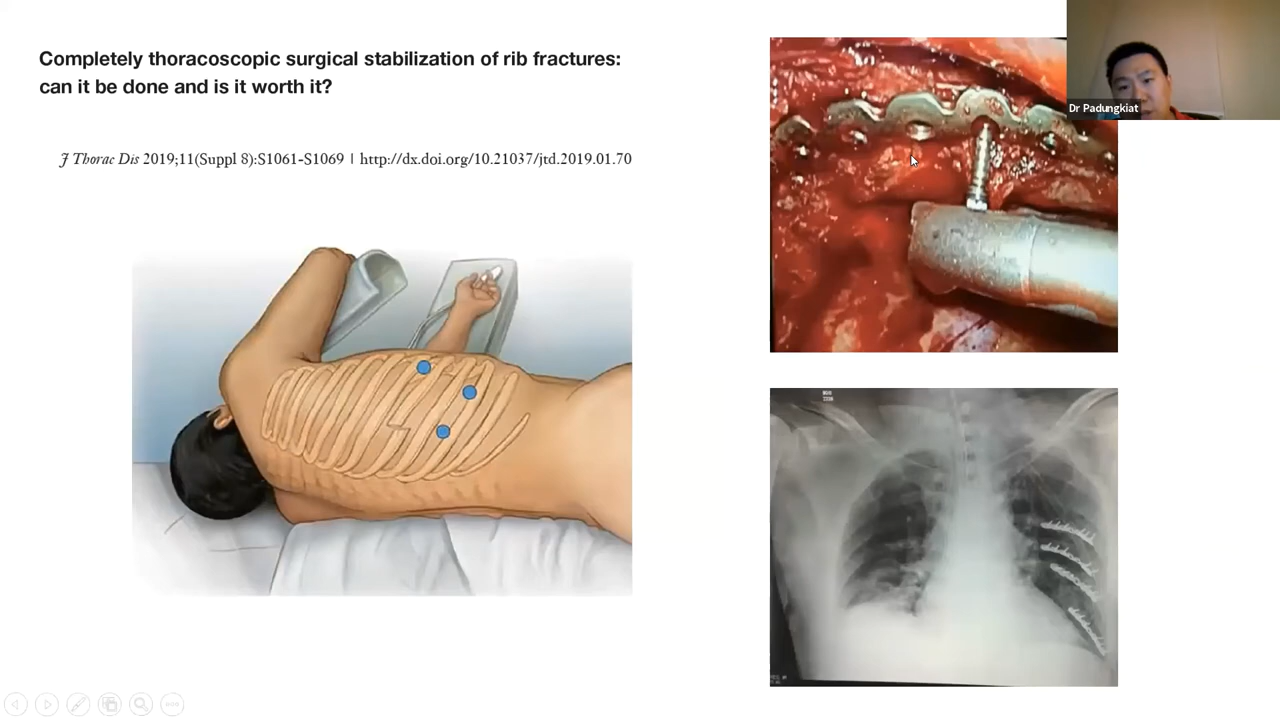 Completely thoracoscopic surgical stabilization of rib fractures:
can it be done and is it worth it?
J Thorac Dis 2019;11(Suppl 8):S1061-S1069 | http://dx.doi.org/10.21037/jtd.2019.01.70
Dr Padungkiat